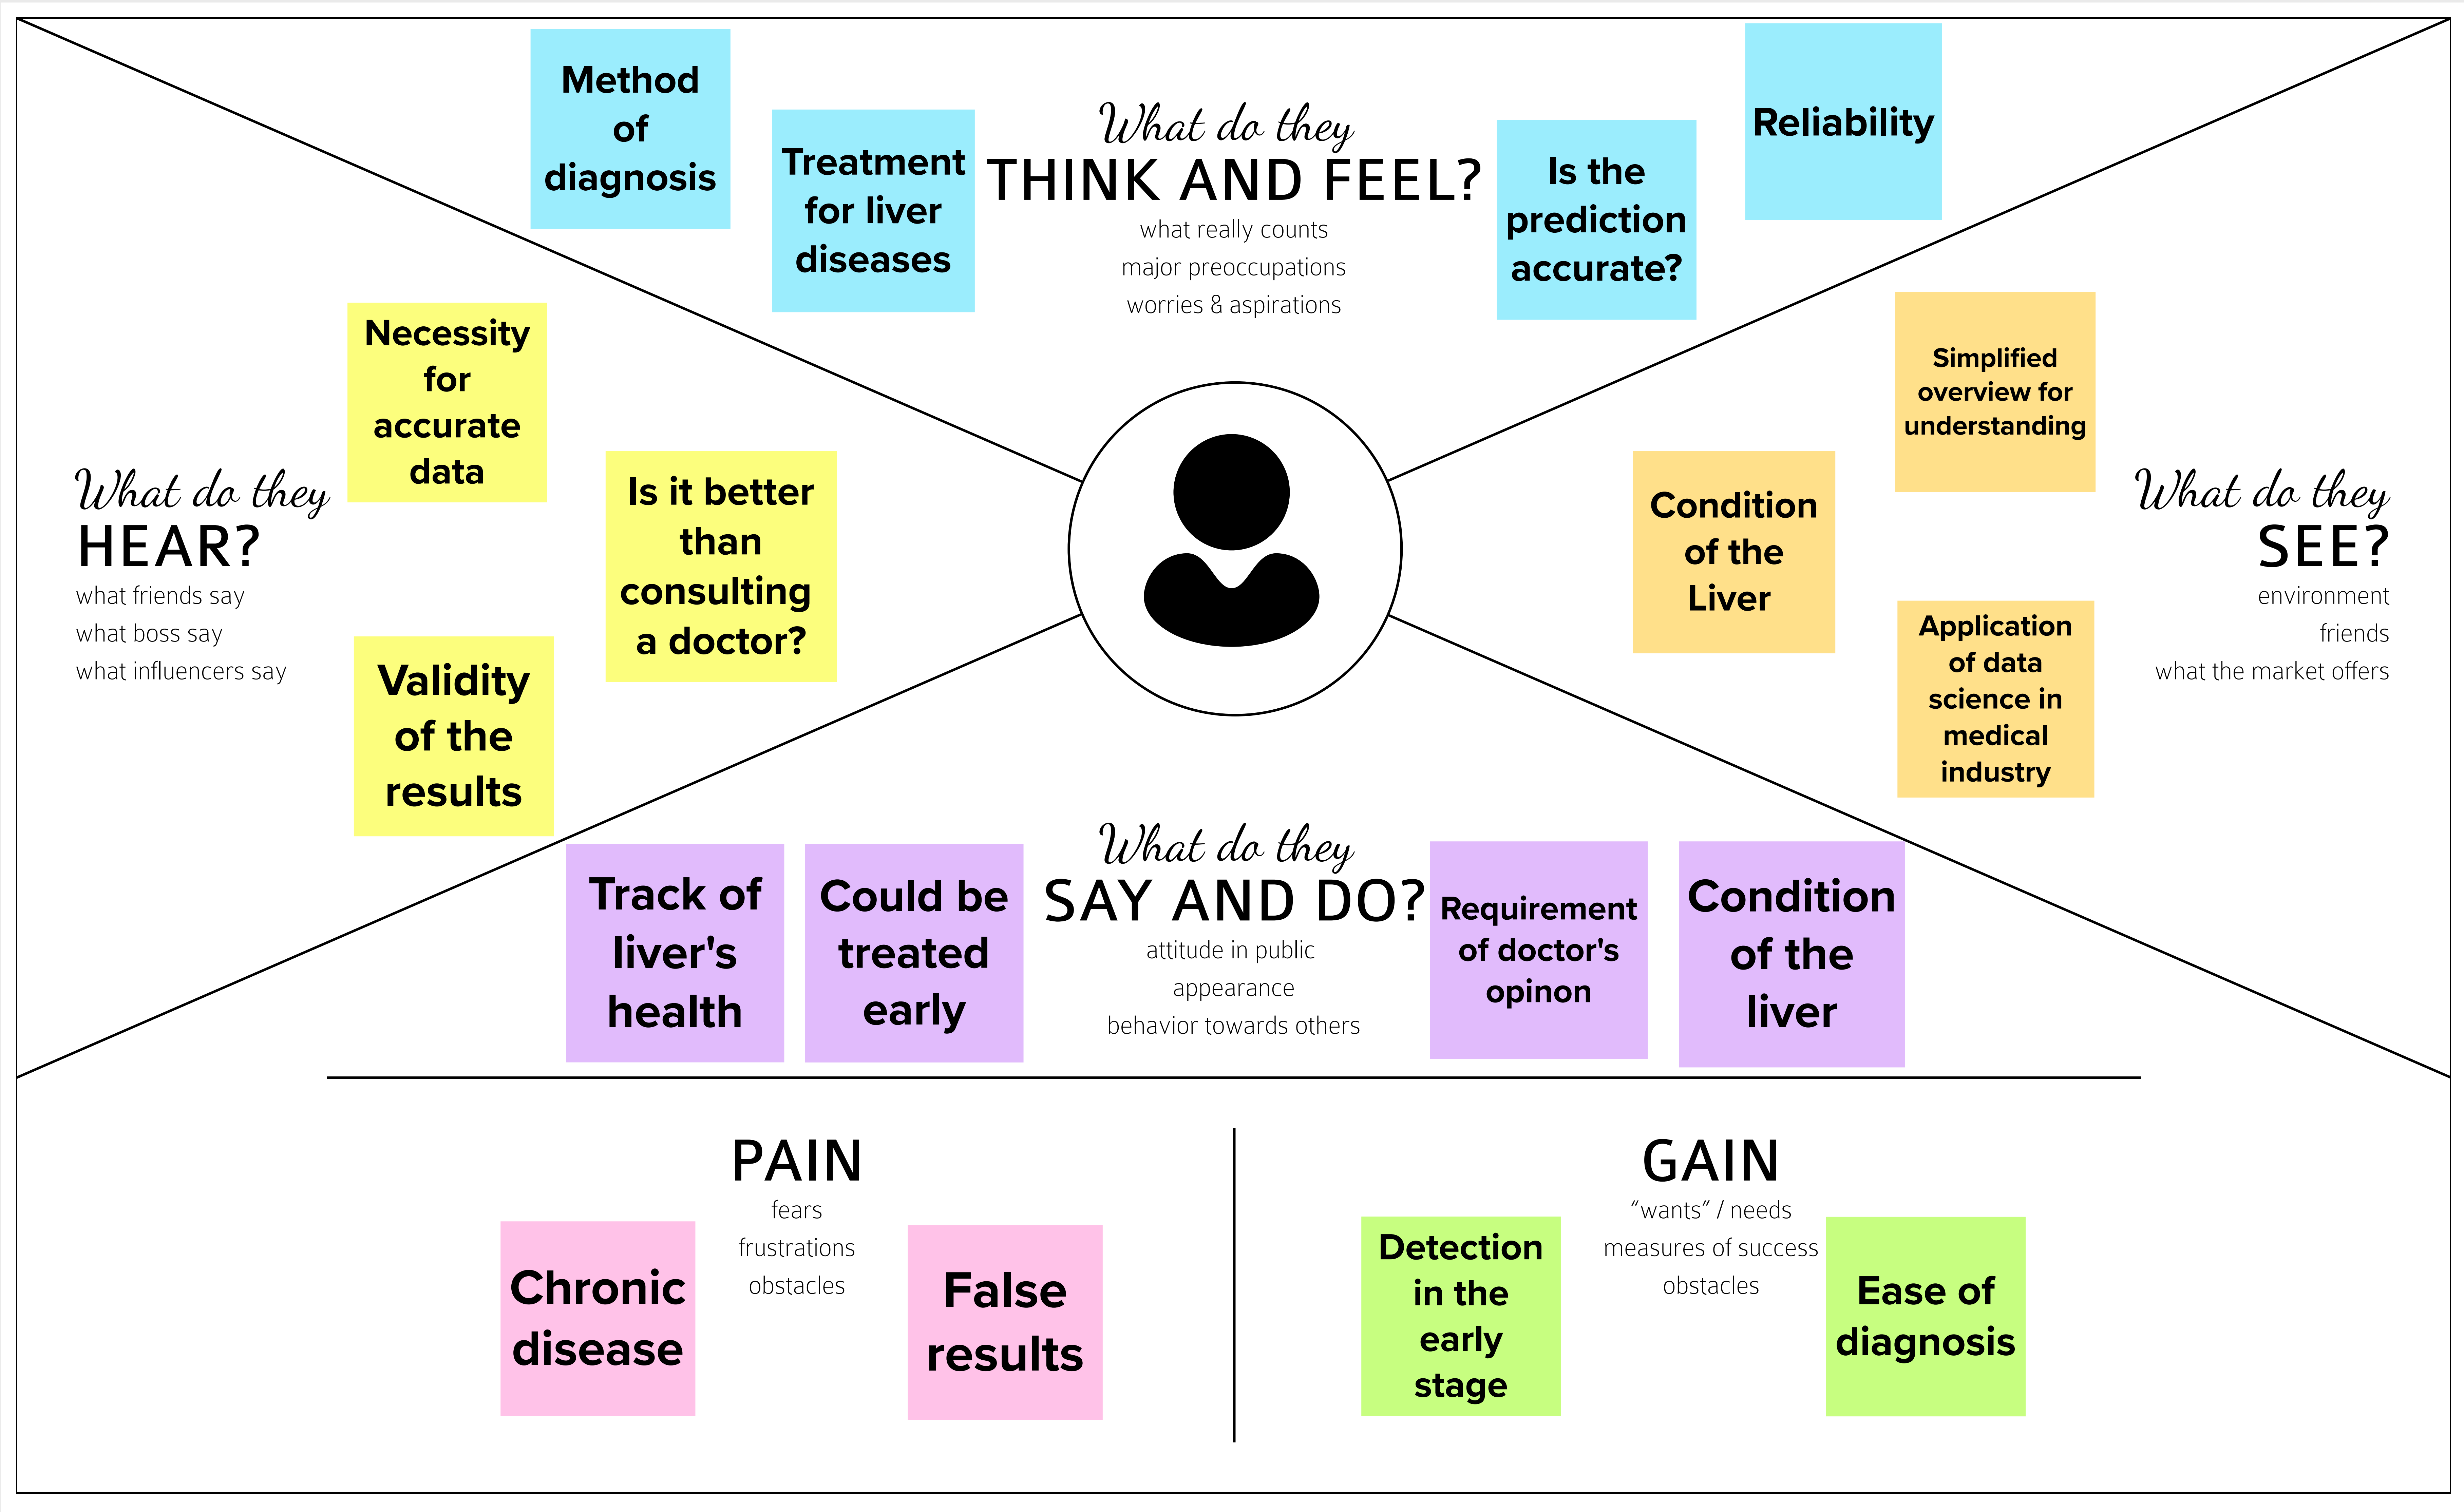 Method
of
diagnosis
Treatment
for liver
diseases
What do they
THINK AND FEEL?
what really counts
major preoccupations
worries & aspirations
Is the
prediction
accurate?
Reliability
Necessity
for
accurate
data
What do they
HEAR?
what friends say
what boss say
what influencers say
Is it better
than
consulting
a doctor?
Validity
of the
results
Simplified
overview for
understanding
Condition
of the
Liver
What do they
SEE?
environment
friends
what the market offers
Application
of data
science in
medical
industry
Track of
liver's
health
Could be
treated
early
What do they
SAY AND DO?
attitude in public
appearance
behavior towards others
Requirement
of doctor's
opinon
Condition
of the
liver
PAIN
fears
frustrations
obstacles
Chronic
disease
False
results
GAIN
“wants” / needs
measures of success
obstacles
Detection
in the
early
stage
Ease of
diagnosis